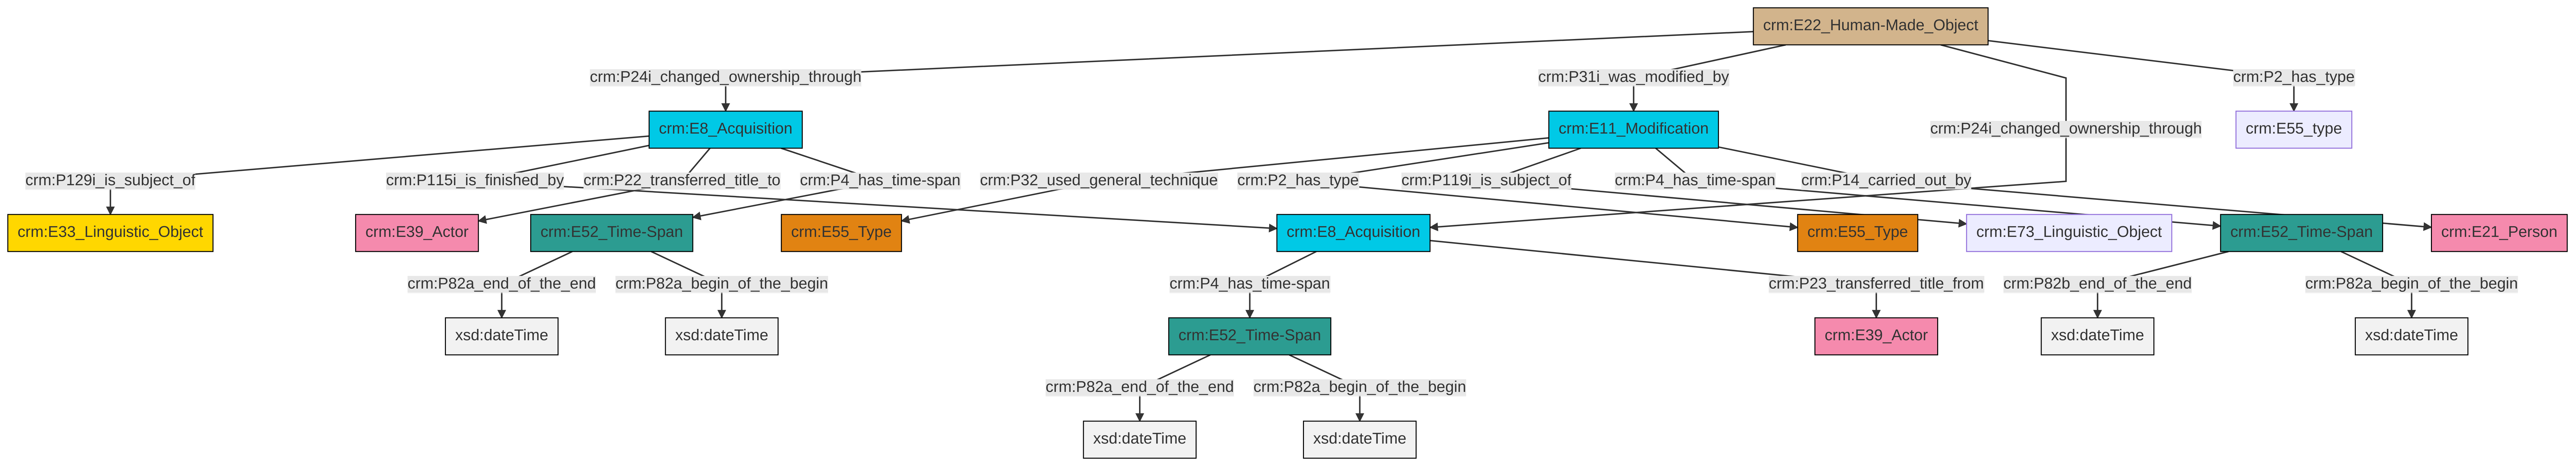 crm:E22_Human-Made_Object
crm:P24i_changed_ownership_through
crm:P31i_was_modified_by
crm:P2_has_type
crm:E8_Acquisition
crm:E11_Modification
crm:P24i_changed_ownership_through
crm:E55_type
crm:P129i_is_subject_of
crm:P115i_is_finished_by
crm:P22_transferred_title_to
crm:P4_has_time-span
crm:P32_used_general_technique
crm:P2_has_type
crm:P119i_is_subject_of
crm:P4_has_time-span
crm:P14_carried_out_by
crm:E33_Linguistic_Object
crm:E39_Actor
crm:E52_Time-Span
crm:E55_Type
crm:E8_Acquisition
crm:E55_Type
crm:E73_Linguistic_Object
crm:E52_Time-Span
crm:E21_Person
crm:P82a_end_of_the_end
crm:P82a_begin_of_the_begin
crm:P4_has_time-span
crm:P23_transferred_title_from
crm:P82b_end_of_the_end
crm:P82a_begin_of_the_begin
xsd:dateTime
xsd:dateTime
crm:E52_Time-Span
crm:E39_Actor
xsd:dateTime
xsd:dateTime
crm:P82a_end_of_the_end
crm:P82a_begin_of_the_begin
xsd:dateTime
xsd:dateTime